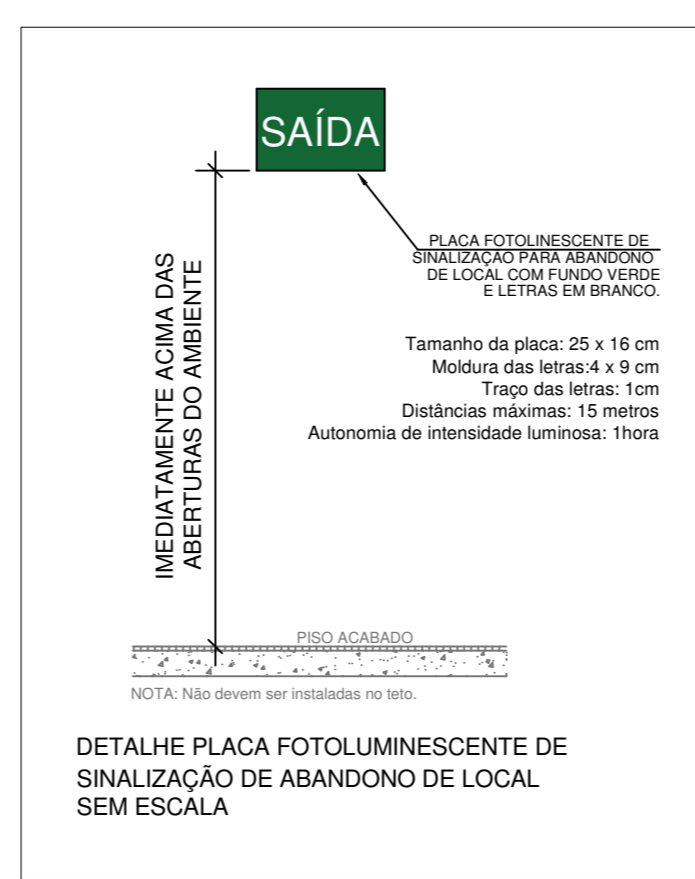 SAÍDA
PLACA FOTOLINESCENTE DE
SINALIZAÇÃO PARA ABANDONO
DE LOCAL COM FUNDO VERDE
E LETRAS EM BRANCO.
IMEDIATAMENTE ACIMA DAS
ABERTURAS DO AMBIENTE
Tamanho da placa: 25 x 16 cm
Moldura das letras:4 x 9 cm
Traço das letras: 1cm
Distâncias máximas: 15 metros
Autonomia de intensidade luminosa: 1hora
PISO ACABADO
NOTA: Não devem ser instaladas no teto.
DETALHE PLACA FOTOLUMINESCENTE DE
SINALIZAÇÃO DE ABANDONO DE LOCAL
SEM ESCALA